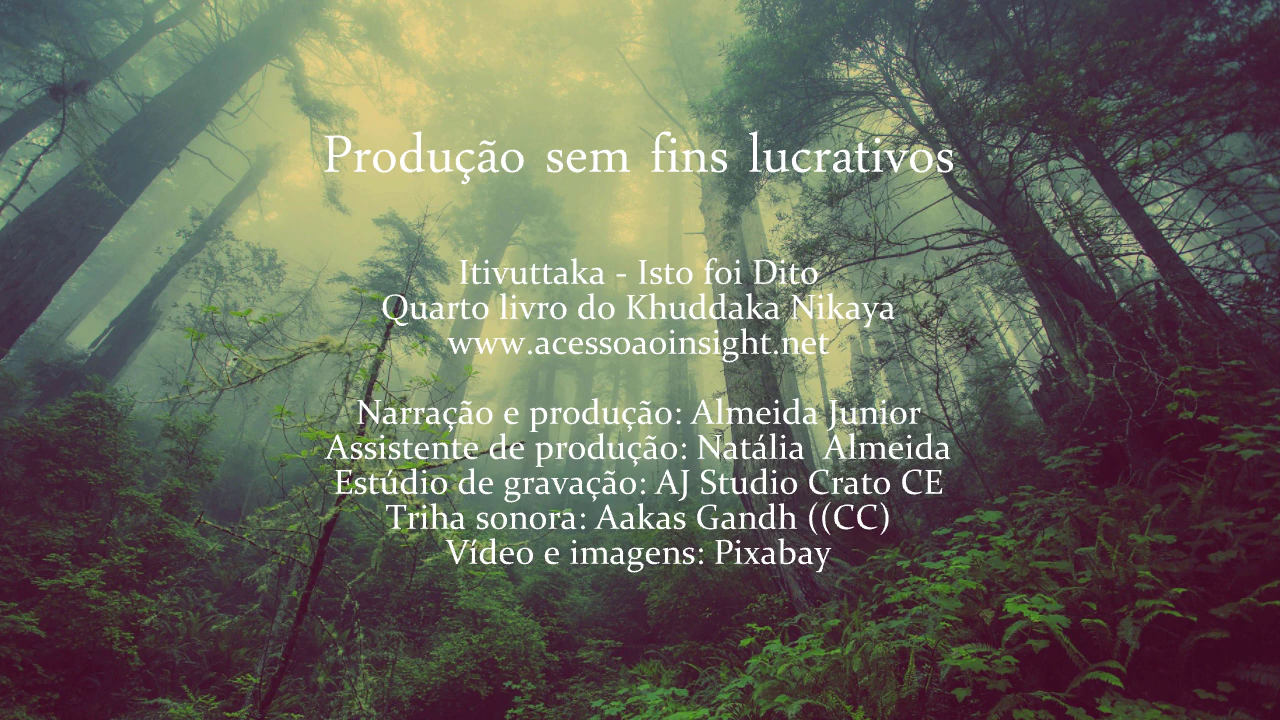 Produção sem fins lucrativos
Itivuttaka - Isto foi Dito
Quarto livro do Khuddaka Nikaya
www.acessoaoinsight.net
Narração e produção: Almeida Junior
Assistente de produção: Natália Almeida
Estúdio de gravação: AJ Studio Crato CE
Triha sonora: Aakas Gandh ((CC)
Vídeo e imagens: Pixabay